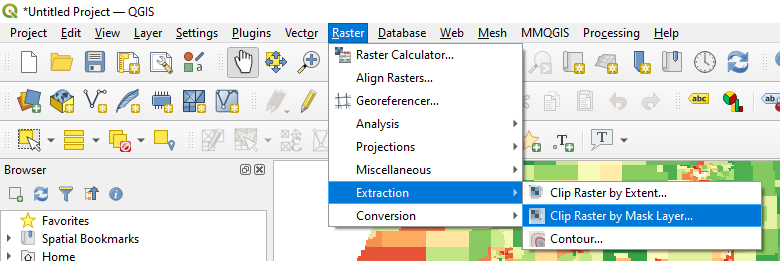 *Untitled Project — QGIS
Project Edit View Layer Settings Plugins Vector Raster Database Web Mesh MMQGIS Processing Help
Raster Calculator...
Align Rasters...
Georeferencer...
Analysis
Projections
Miscellaneous
Extraction
Conversion
Clip Raster by Extent...
Clip Raster by Mask Layer...
Contour...
abc
T
Browser
Favorites
Spatial Bookmarks
Home